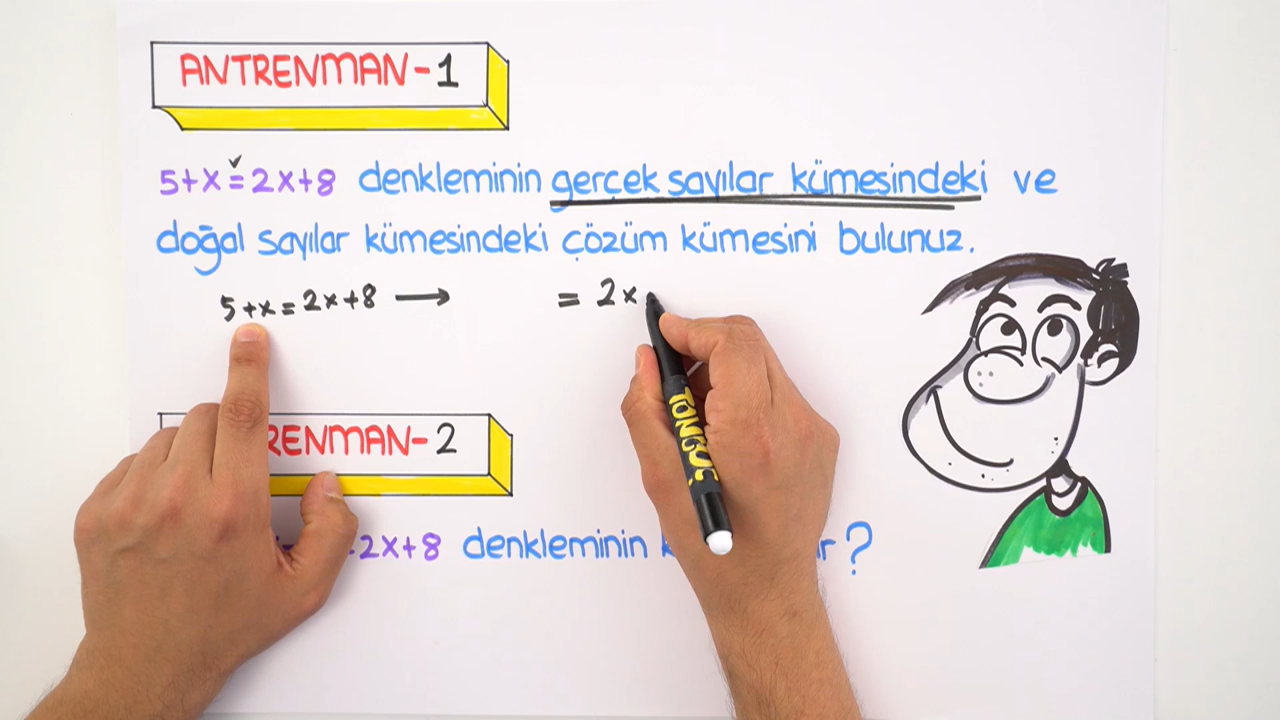 ANTRENMAN-1
5+x=2x+8 denkleminin gerçek sayılar kümesindeki ve
doğal sayılar kümesindeki çözüm kümesini bulunuz.
5+x=2x+8 → = 2x
RENMAN-2
2x+8 denkleminin k r?
TONGUÇ